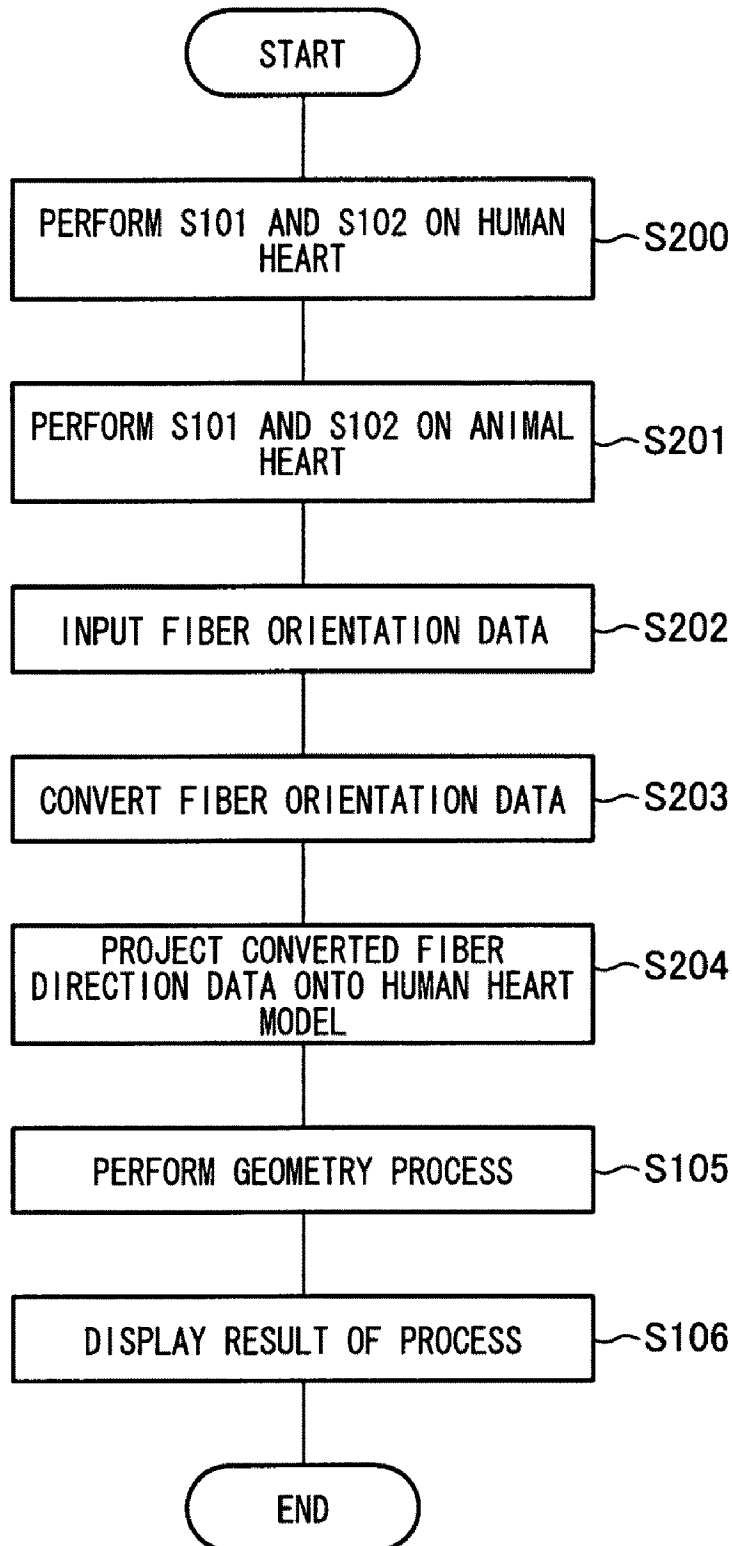 START
PERFORM S101 AND S102 ON HUMAN
HEART
S200
PERFORM S101 AND S102 ON ANIMAL
HEART
S201
INPUT FIBER ORIENTATION DATA
S202
CONVERT FIBER ORIENTATION DATA
S203
PROJECT CONVERTED FIBER
DIRECTION DATA ONTO HUMAN HEART
MODEL
S204
PERFORM GEOMETRY PROCESS
S105
DISPLAY RESULT OF PROCESS
S106
END